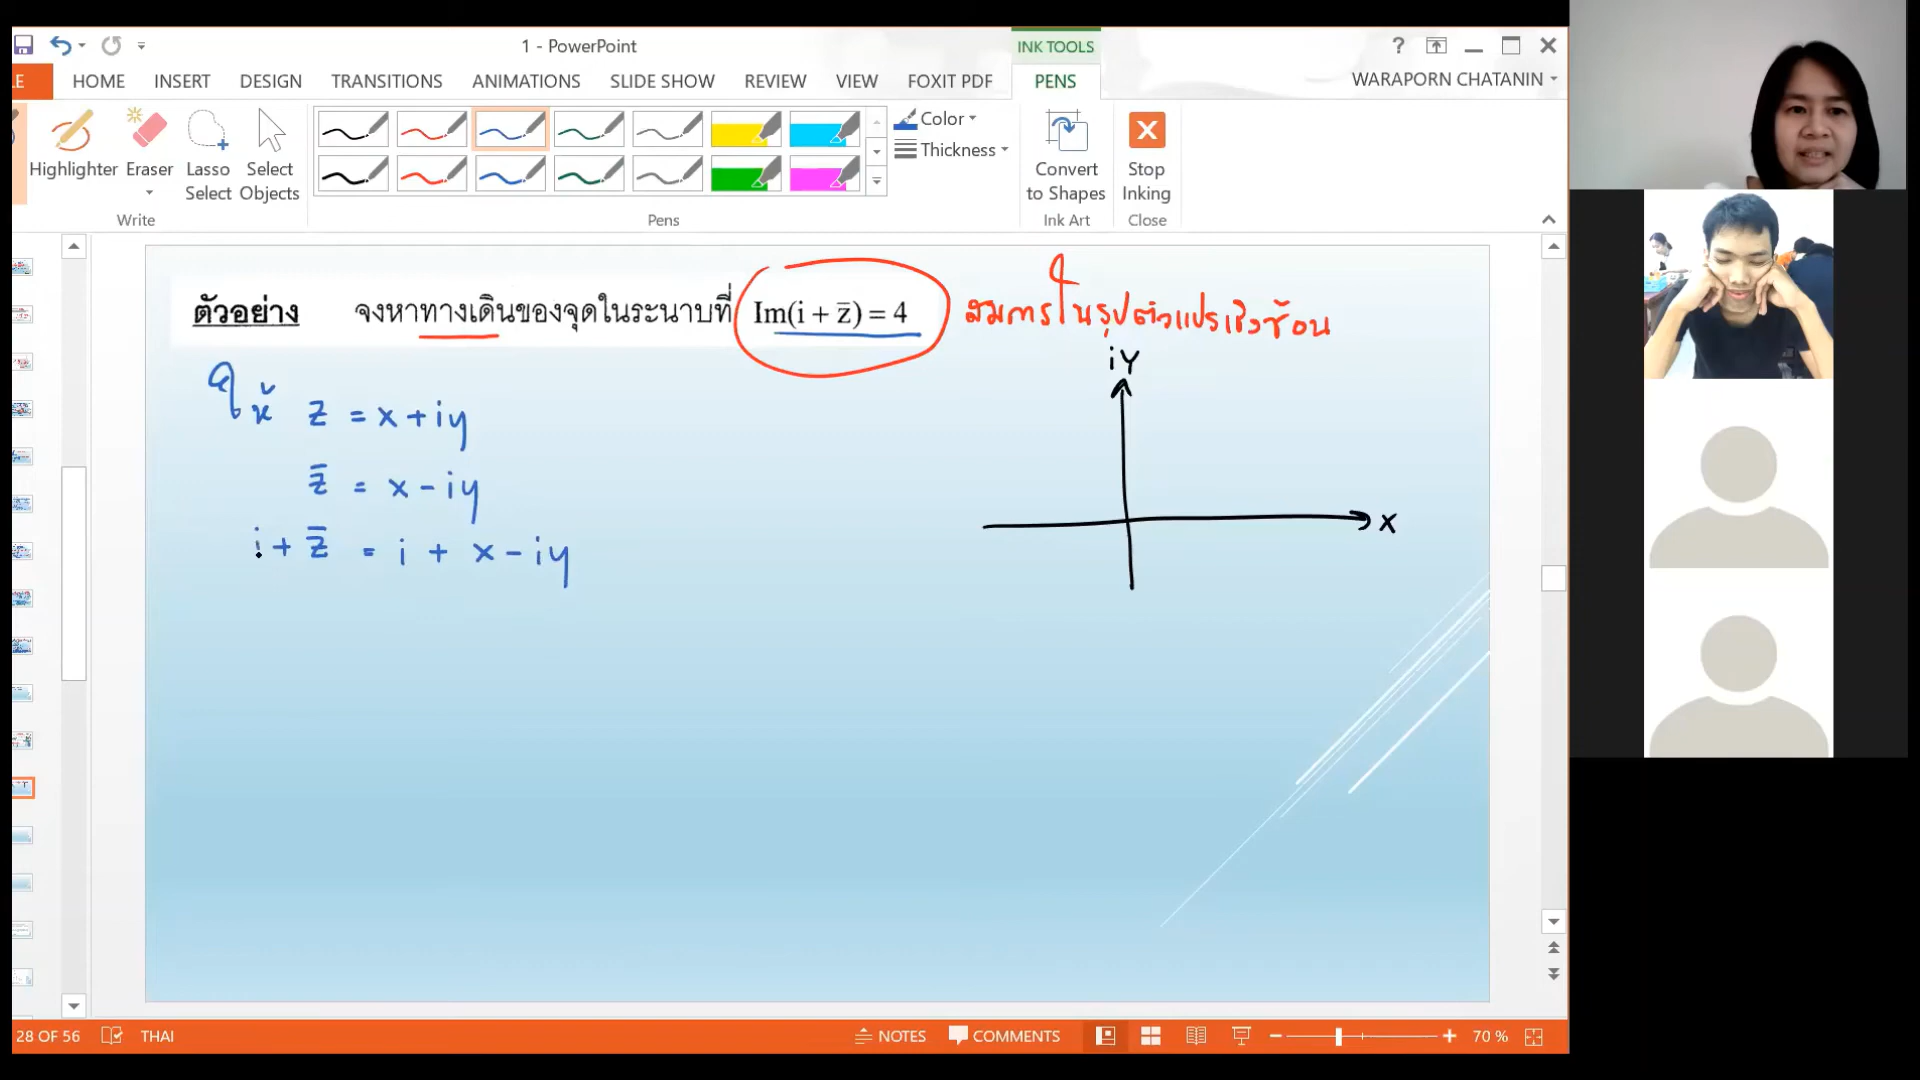 1 - PowerPoint
INK TOOLS
?
LE
HOME
INSERT
DESIGN
TRANSITIONS
ANIMATIONS
SLIDE SHOW
REVIEW
VIEW
FOXIT PDF
PENS
WARAPORN CHATANIN
Highlighter
Eraser
Lasso Select
Select Objects
Color
Thickness
Convert to Shapes
Stop Inking
Write
Pens
Ink Art
Close
ตัวอย่าง จงหาทางเดินของจุดในระนาบที่ Im(i + z̄) = 4
สมการในรูปตัวแปรเชิงซ้อน
iy
ให้ z = x + iy
z̄ = x - iy
x
i + z̄ = i + x - iy
28 OF 56
THAI
NOTES
COMMENTS
70 %